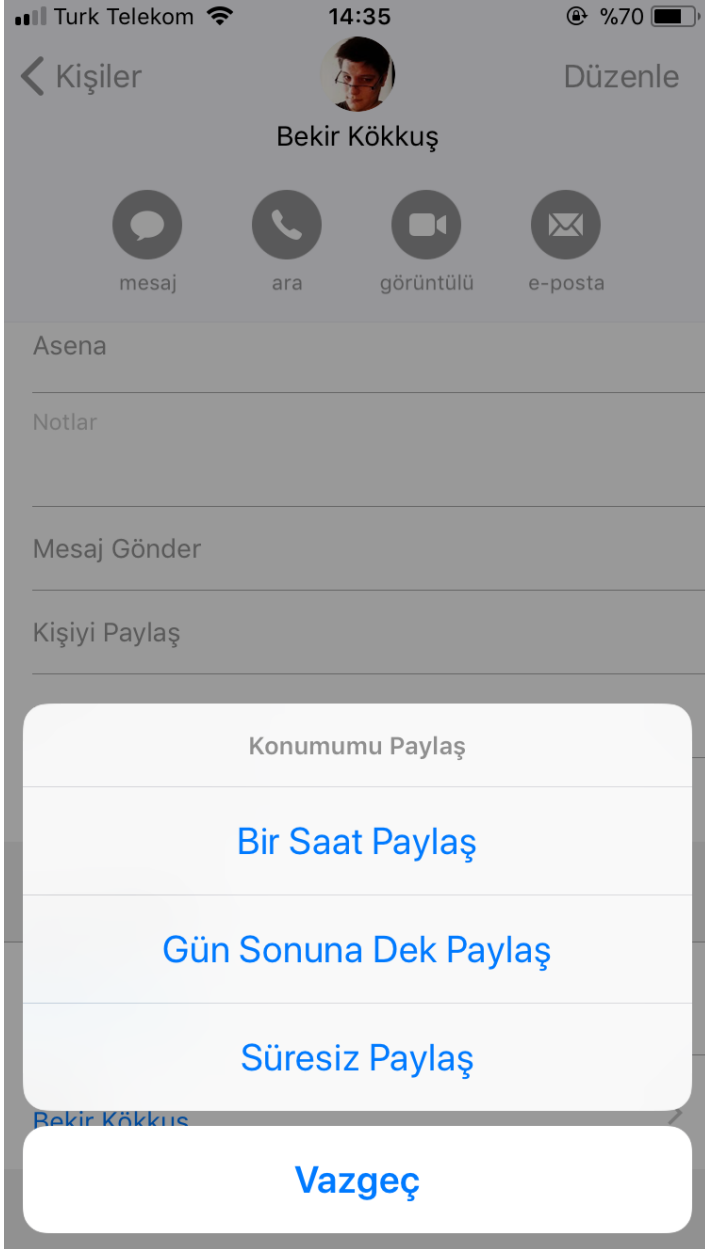 Turk Telekom 14:35 %70
Kişiler Düzenle
Bekir Kökkuş
mesaj ara görüntülü e-posta
Asena
Notlar
Mesaj Gönder
Kişiyi Paylaş
Konumumu Paylaş
Bir Saat Paylaş
Gün Sonuna Dek Paylaş
Süresiz Paylaş
Bekir Kökkuş
Vazgeç